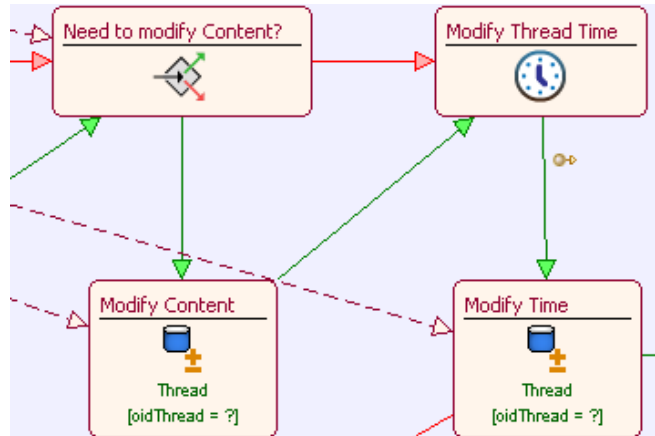 Need to modify Content?
Modify Thread Time
Modify Content
Thread
[oidThread = ?]
Modify Time
Thread
[oidThread = ?]